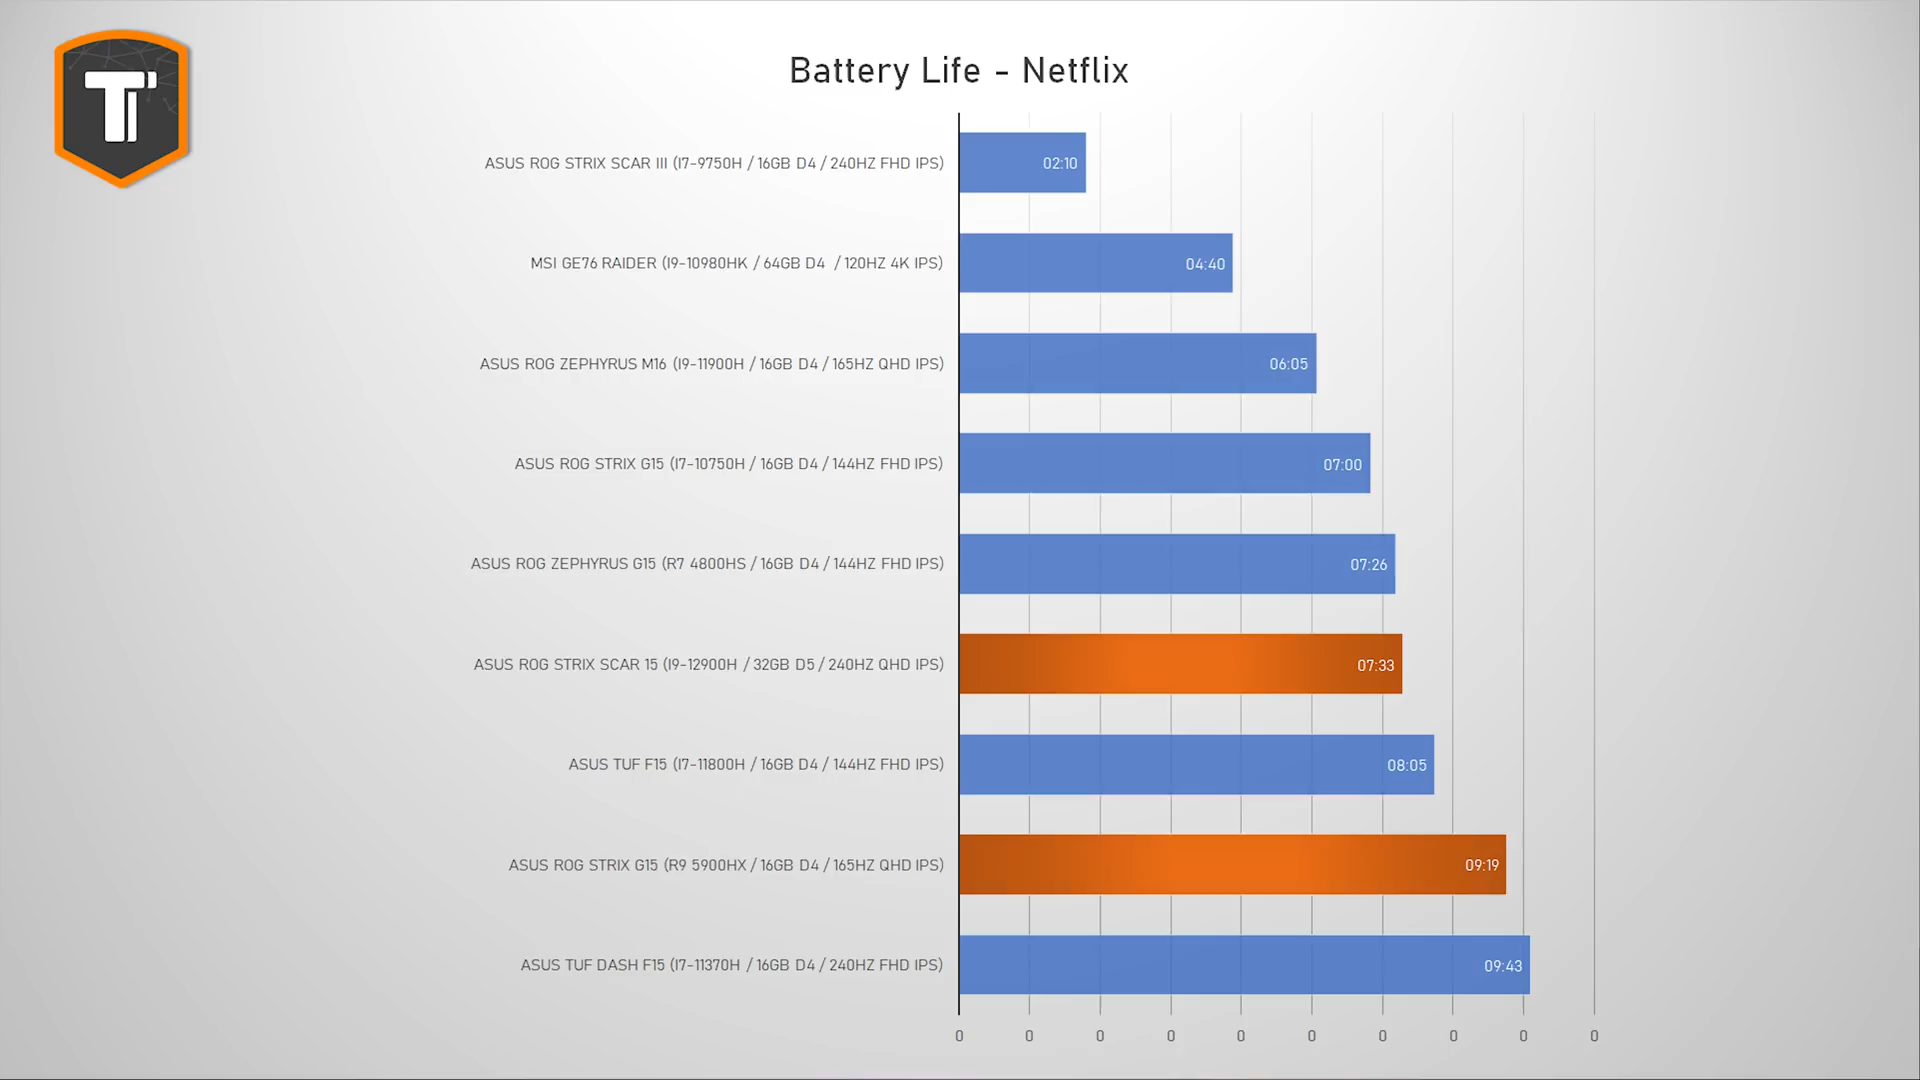 T
Battery Life - Netflix
ASUS ROG STRIX SCAR III (I7-9750H / 16GB D4 / 240HZ FHD IPS) 02:10
MSI GE76 RAIDER (I9-10980HK / 64GB D4 / 120HZ 4K IPS) 04:40
ASUS ROG ZEPHYRUS M16 (I9-11900H / 16GB D4 / 165HZ QHD IPS) 06:05
ASUS ROG STRIX G15 (I7-10750H / 16GB D4 / 144HZ FHD IPS) 07:00
ASUS ROG ZEPHYRUS G15 (R7 4800HS / 16GB D4 / 144HZ FHD IPS) 07:26
ASUS ROG STRIX SCAR 15 (I9-12900H / 32GB D5 / 240HZ QHD IPS) 07:33
ASUS TUF F15 (I7-11800H / 16GB D4 / 144HZ FHD IPS) 08:05
ASUS ROG STRIX G15 (R9 5900HX / 16GB D4 / 165HZ QHD IPS) 09:19
ASUS TUF DASH F15 (I7-11370H / 16GB D4 / 240HZ FHD IPS) 09:43
0 0 0 0 0 0 0 0 0 0